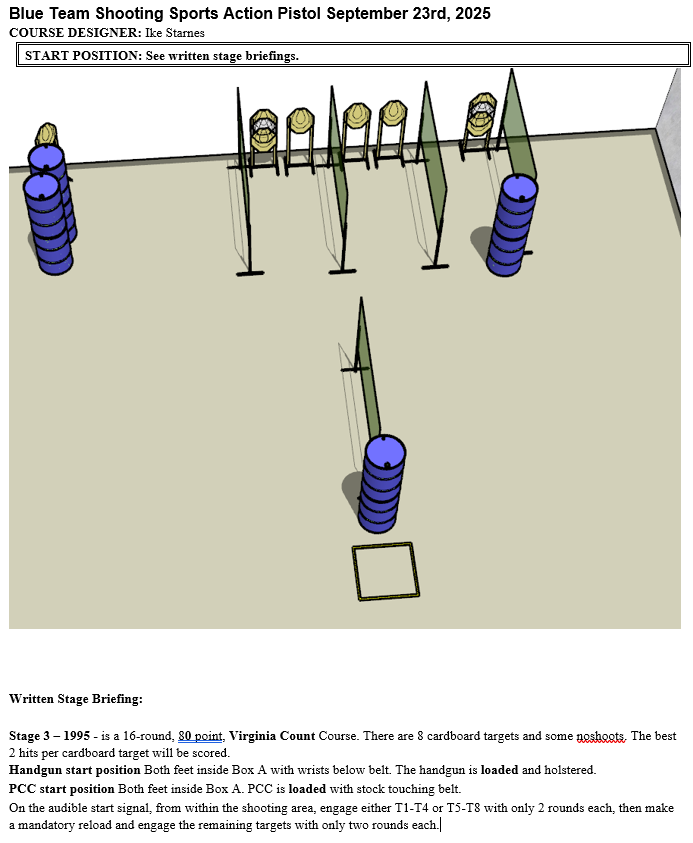 Blue Team Shooting Sports Action Pistol September 23rd, 2025
COURSE DESIGNER: Ike Starnes
START POSITION: See written stage briefings.
Written Stage Briefing:
Stage 3 – 1995 - is a 16-round, 80 point, Virginia Count Course. There are 8 cardboard targets and some noshoots. The best
2 hits per cardboard target will be scored.
Handgun start position Both feet inside Box A with wrists below belt. The handgun is loaded and holstered.
PCC start position Both feet inside Box A. PCC is loaded with stock touching belt.
On the audible start signal, from within the shooting area, engage either T1-T4 or T5-T8 with only 2 rounds each, then make
a mandatory reload and engage the remaining targets with only two rounds each.